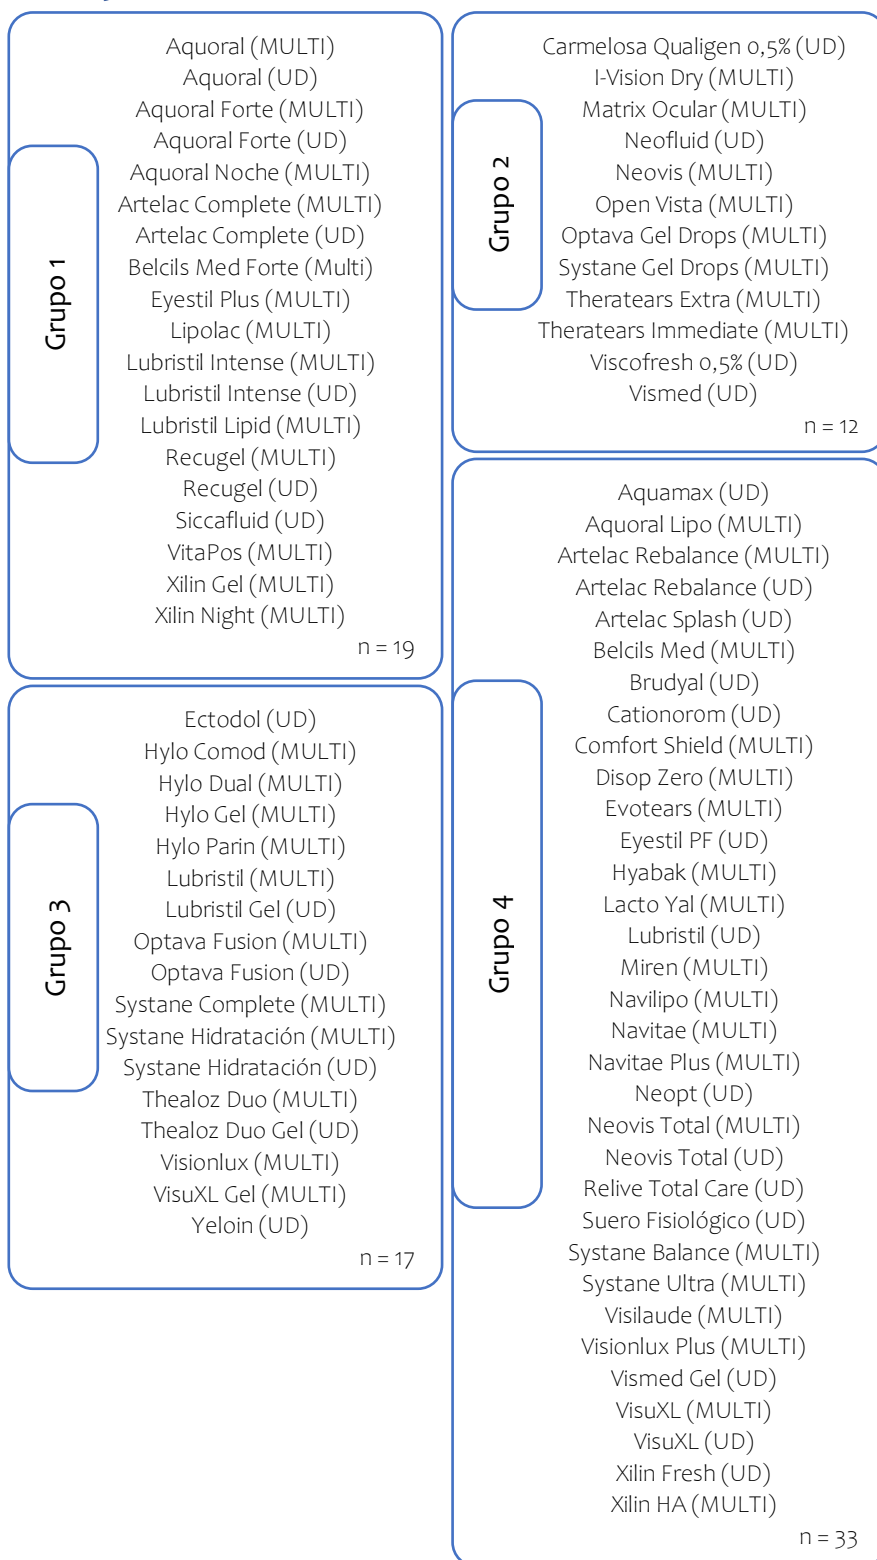 Grupo 1
Aquoral (MULTI)
Aquoral (UD)
Aquoral Forte (MULTI)
Aquoral Forte (UD)
Aquoral Noche (MULTI)
Artelac Complete (MULTI)
Artelac Complete (UD)
Belcils Med Forte (Multi)
Eyestil Plus (MULTI)
Lipolac (MULTI)
Lubristil Intense (MULTI)
Lubristil Intense (UD)
Lubristil Lipid (MULTI)
Recugel (MULTI)
Recugel (UD)
Siccafluid (UD)
VitaPos (MULTI)
Xilin Gel (MULTI)
Xilin Night (MULTI)
n = 19
Grupo 2
Carmelosa Qualigen 0,5% (UD)
I-Vision Dry (MULTI)
Matrix Ocular (MULTI)
Neofluid (UD)
Neovis (MULTI)
Open Vista (MULTI)
Optava Gel Drops (MULTI)
Systane Gel Drops (MULTI)
Theratears Extra (MULTI)
Theratears Immediate (MULTI)
Viscofresh 0,5% (UD)
Vismed (UD)
n = 12
Grupo 3
Ectodol (UD)
Hylo Comod (MULTI)
Hylo Dual (MULTI)
Hylo Gel (MULTI)
Hylo Parin (MULTI)
Lubristil (MULTI)
Lubristil Gel (UD)
Optava Fusion (MULTI)
Optava Fusion (UD)
Systane Complete (MULTI)
Systane Hidratación (MULTI)
Systane Hidratación (UD)
Thealoz Duo (MULTI)
Thealoz Duo Gel (UD)
Visionlux (MULTI)
VisuXL Gel (MULTI)
Yeloin (UD)
n = 17
Grupo 4
Aquamax (UD)
Aquoral Lipo (MULTI)
Artelac Rebalance (MULTI)
Artelac Rebalance (UD)
Artelac Splash (UD)
Belcils Med (MULTI)
Brudyal (UD)
Cationorom (UD)
Comfort Shield (MULTI)
Disop Zero (MULTI)
Evotears (MULTI)
Eyestil PF (UD)
Hyabak (MULTI)
Lacto Yal (MULTI)
Lubristil (UD)
Miren (MULTI)
Navilipo (MULTI)
Navitae (MULTI)
Navitae Plus (MULTI)
Neopt (UD)
Neovis Total (MULTI)
Neovis Total (UD)
Relive Total Care (UD)
Suero Fisiológico (UD)
Systane Balance (MULTI)
Systane Ultra (MULTI)
Visilaude (MULTI)
Visionlux Plus (MULTI)
Vismed Gel (UD)
VisuXL (MULTI)
VisuXL (UD)
Xilin Fresh (UD)
Xilin HA (MULTI)
n = 33